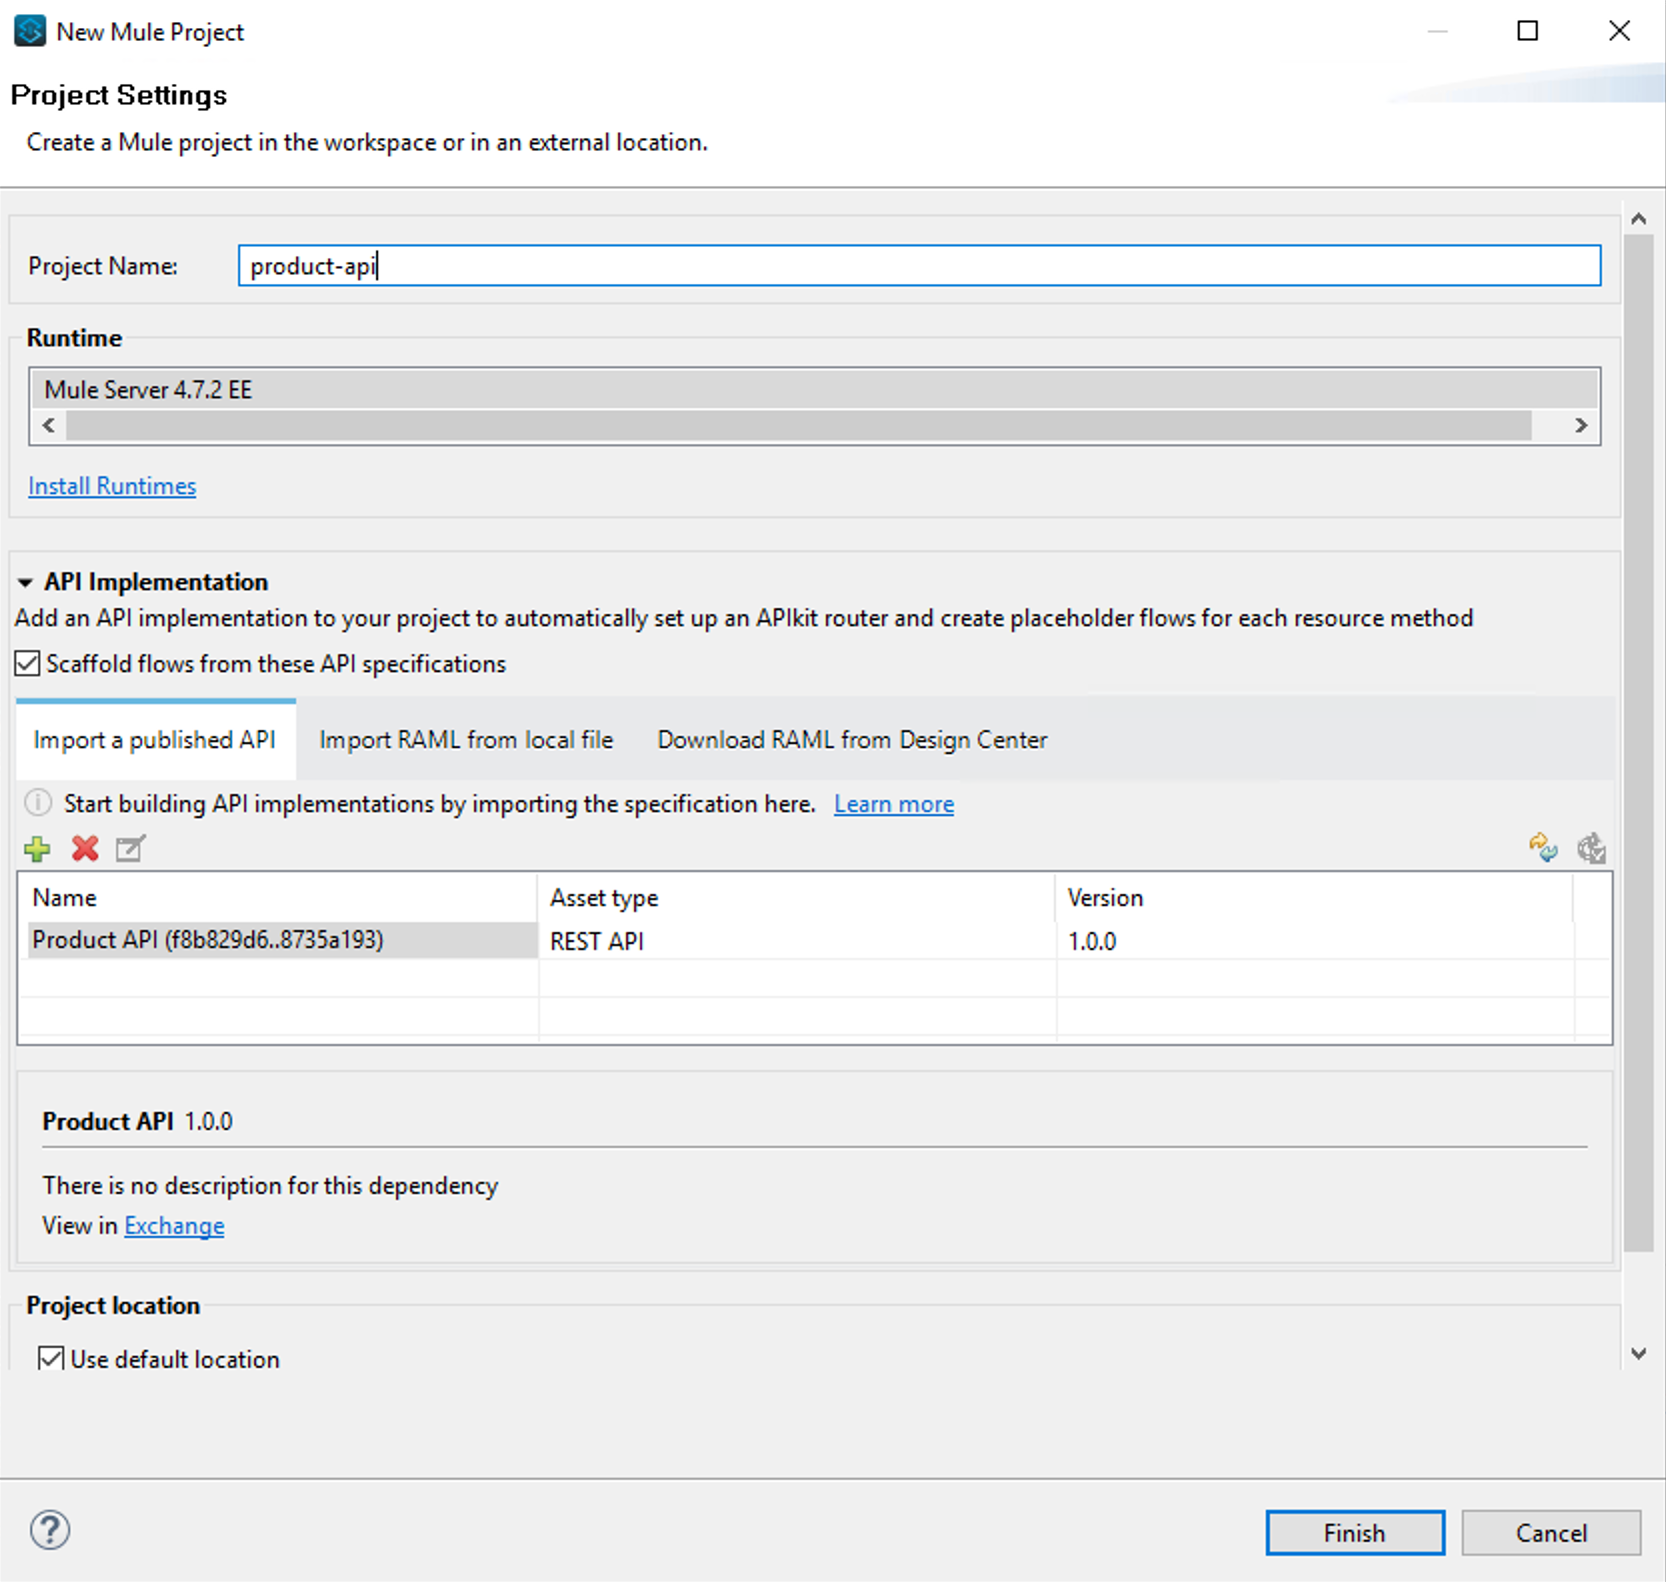 New Mule Project
Project Settings
Create a Mule project in the workspace or in an external location.
Project Name: product-api
Runtime
Mule Server 4.7.2 EE
Install Runtimes
API Implementation
Add an API implementation to your project to automatically set up an APIkit router and create placeholder flows for each resource method
Scaffold flows from these API specifications
Import a published API Import RAML from local file Download RAML from Design Center
Start building API implementations by importing the specification here. Learn more
Name Asset type Version
Product API (f8b829d6..8735a193) REST API 1.0.0
Product API 1.0.0
There is no description for this dependency
View in Exchange
Project location
Use default location
Finish Cancel